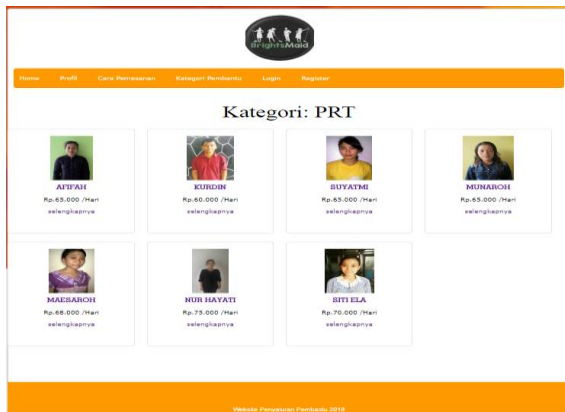 BrightsMaid
Home Profil Cara Pemesanan Kategori Pembantu Login Register
Kategori: PRT
AFIFAH KURDIN SUYATMI MUNAROH
Rp.65.000 /Hari Rp.60.000 /Hari Rp.65.000 /Hari Rp.65.000 /Hari
selengkapnya selengkapnya selengkapnya selengkapnya
MAESAROH NUR HAYATI SITI ELA
Rp.68.000 /Hari Rp.75.000 /Hari Rp.70.000 /Hari
selengkapnya selengkapnya selengkapnya
Website Penyaluran Pembantu 2018